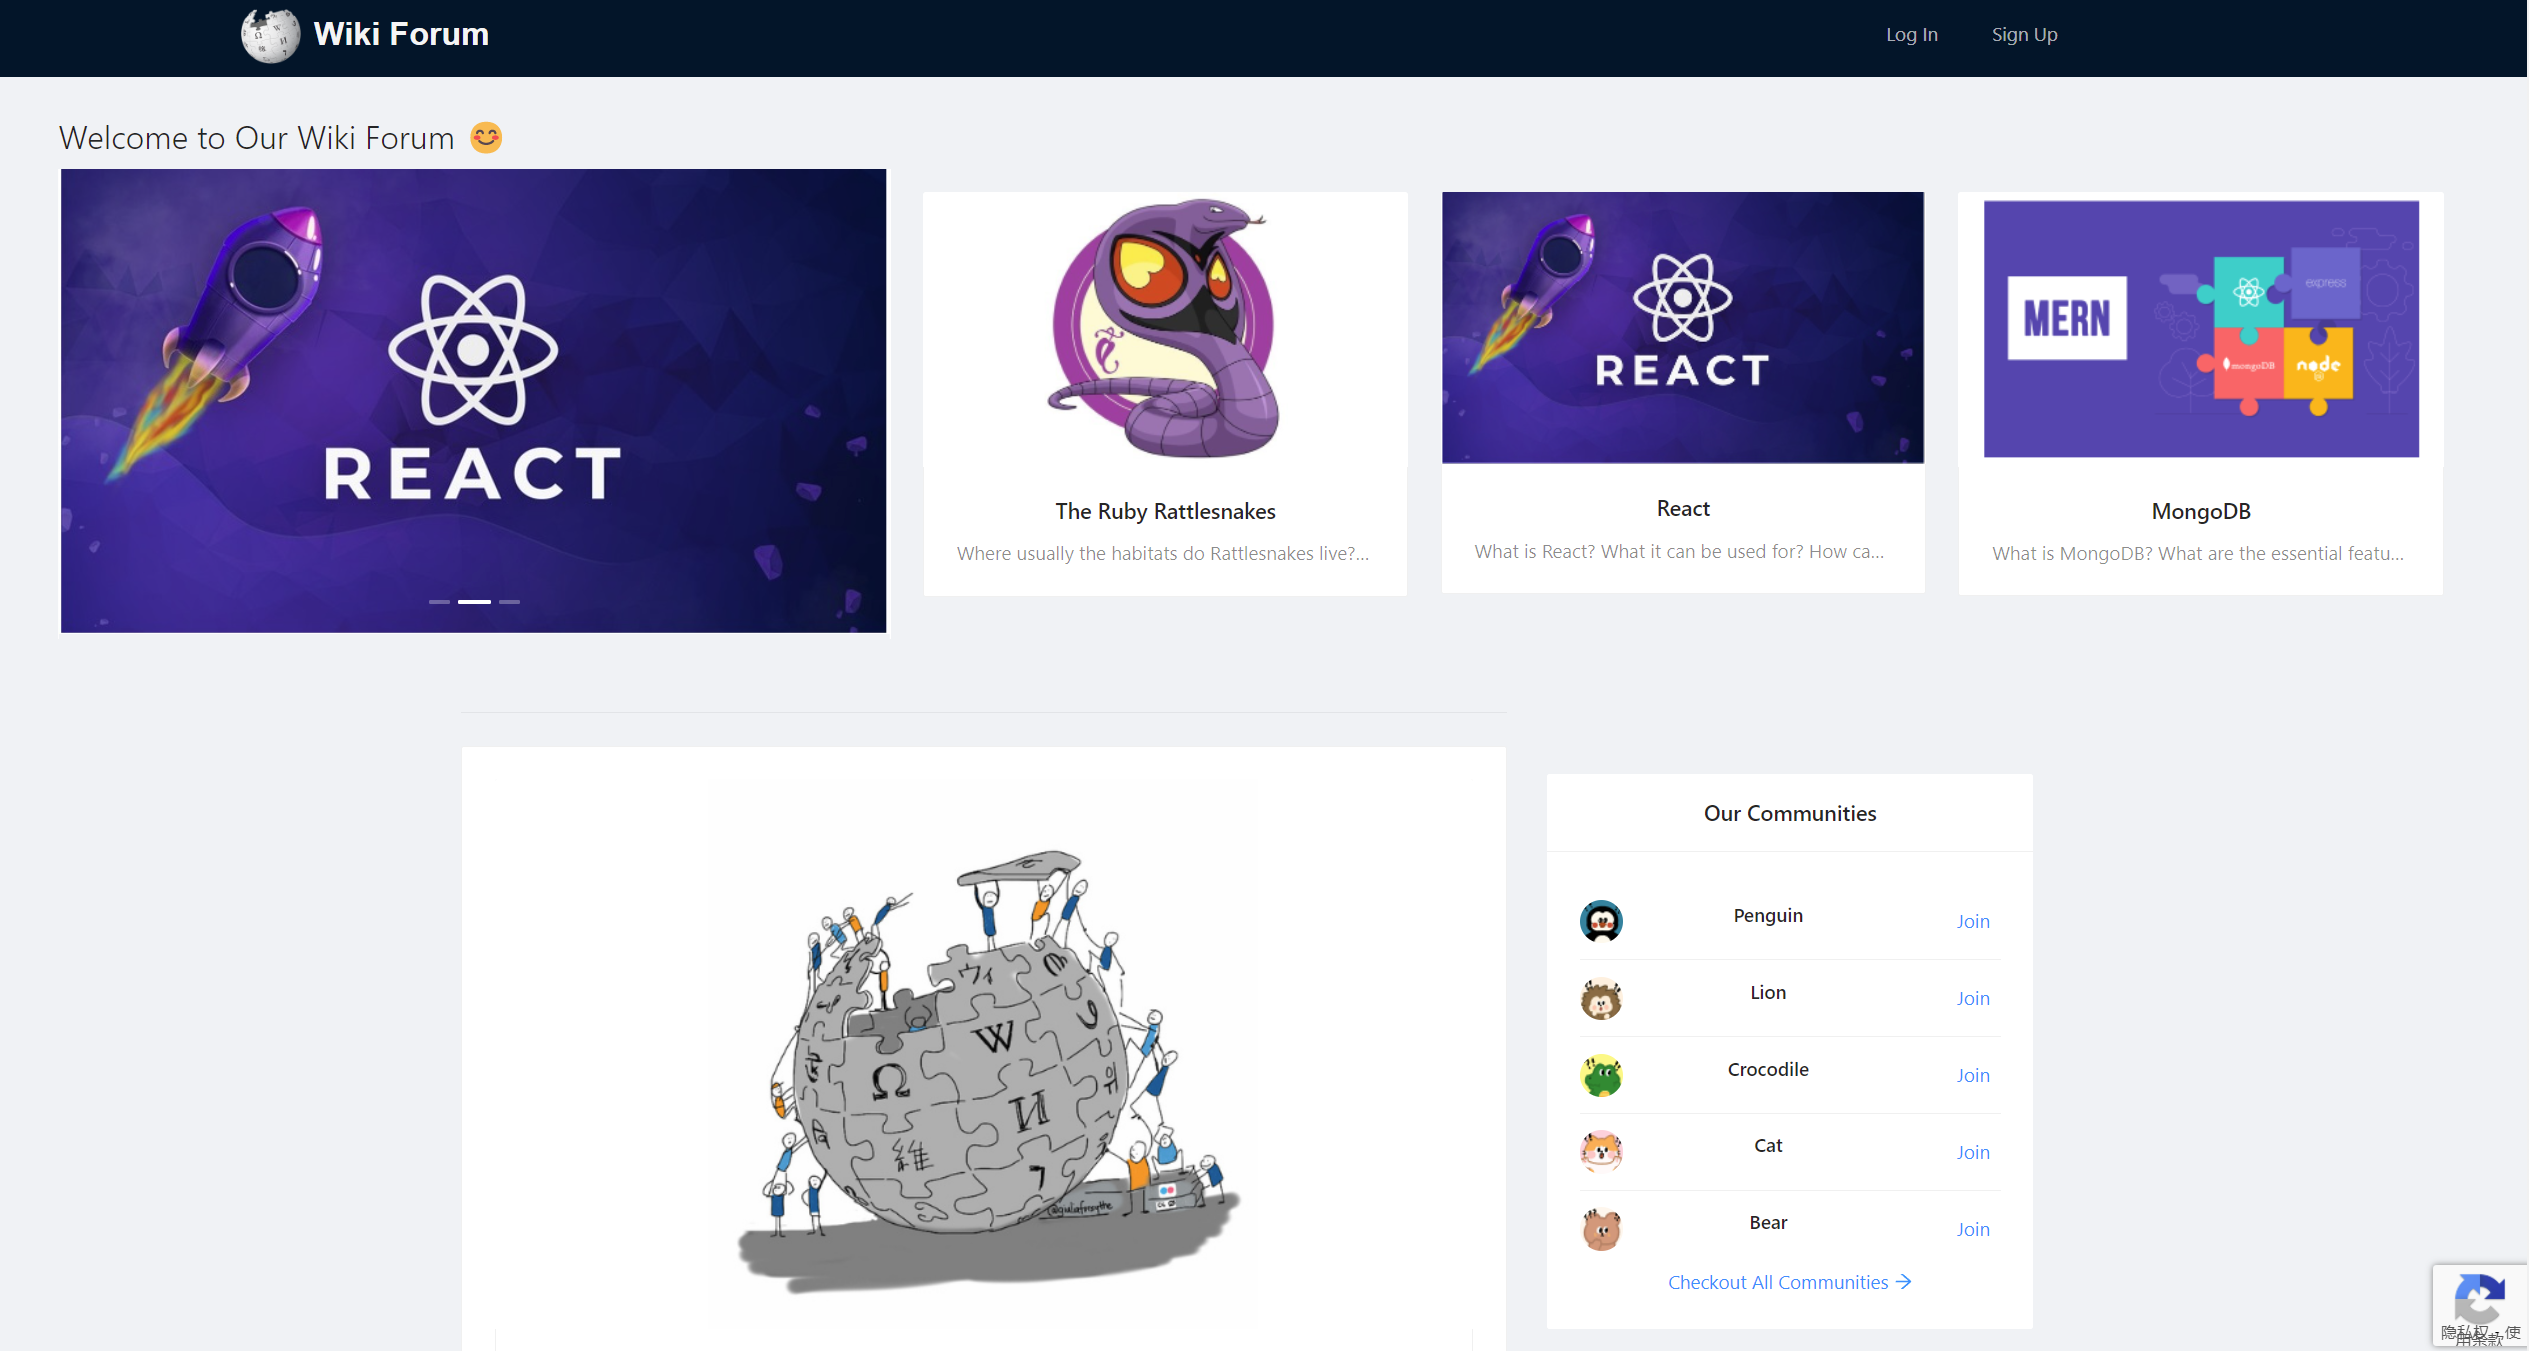 Wiki Forum
Log In
Sign Up
Welcome to Our Wiki Forum
REACT
REACT
MERN
express
mongoDB
node
The Ruby Rattlesnakes
Where usually the habitats do Rattlesnakes live?...
React
What is React? What it can be used for? How ca...
MongoDB
What is MongoDB? What are the essential featu...
Our Communities
Penguin
Join
Lion
Join
Crocodile
Join
Cat
Join
Bear
Join
Checkout All Communities →
Ω
W
И
ウィ
維
隐私权 - 使
用条款